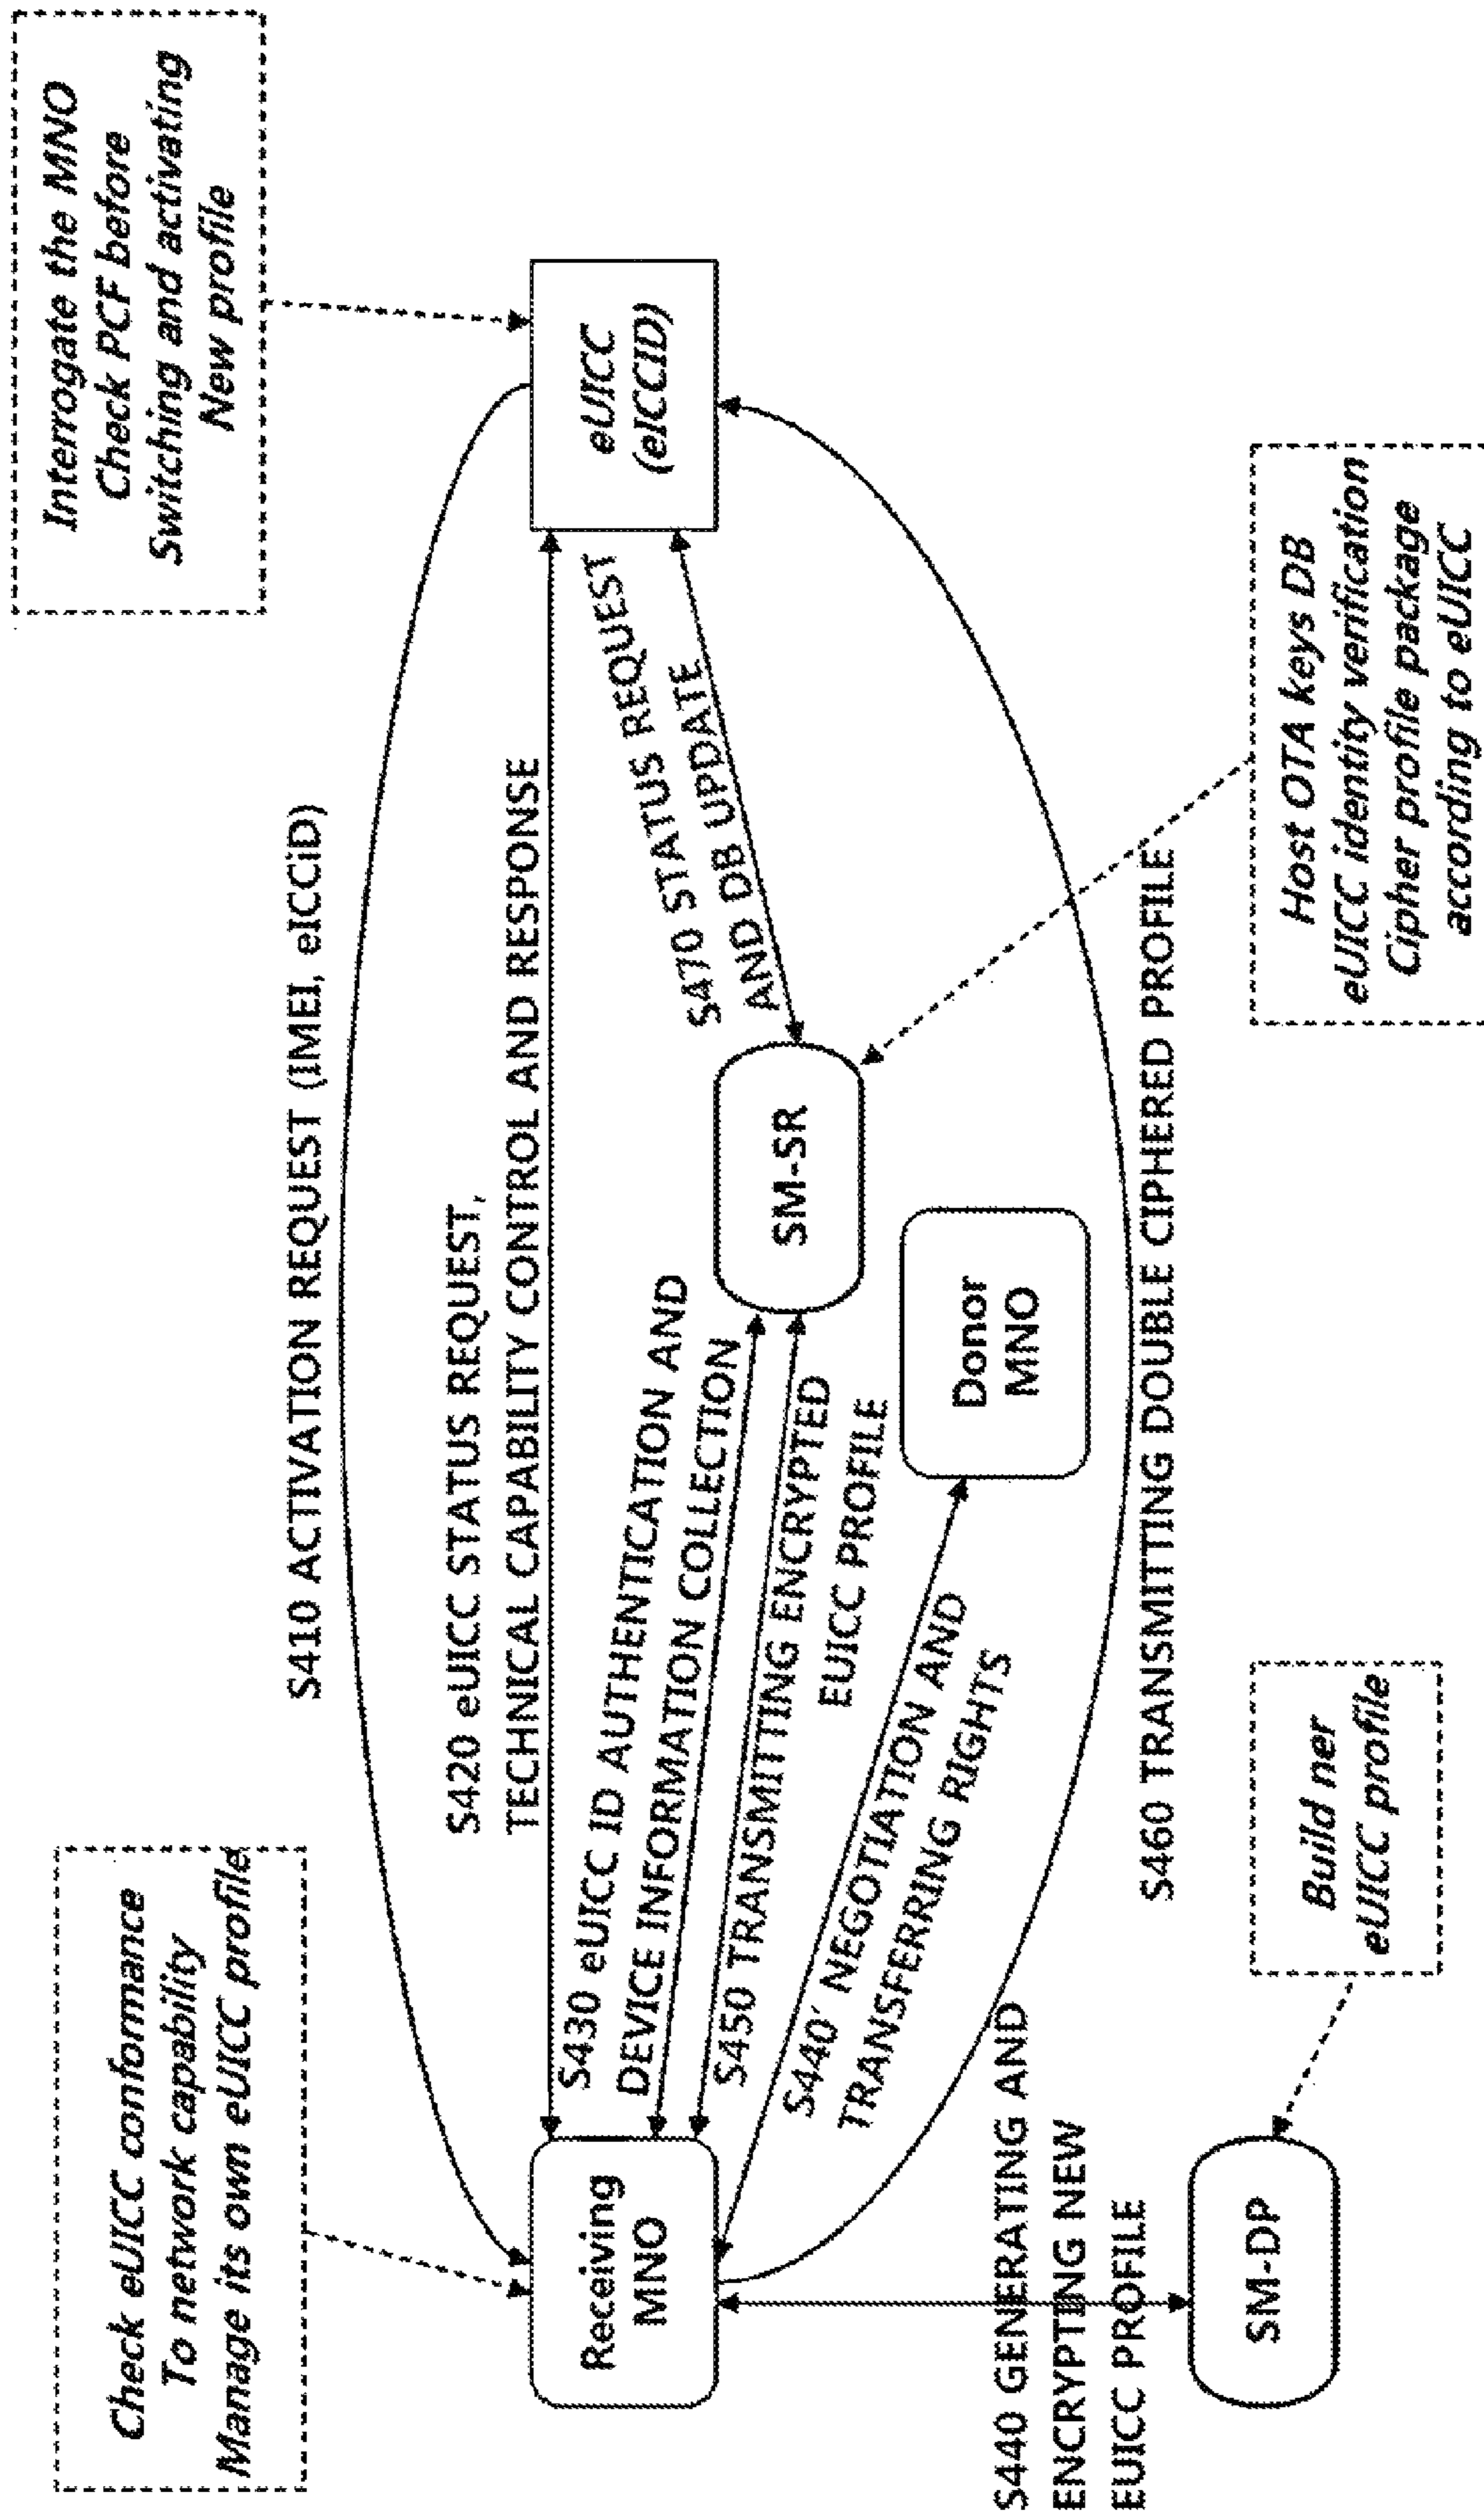 Check eUICC conformance
To network capability
Manage its own eUICC profile
Interrogate the MNO
Check PCF before
Switching and activating
New profile
S410 ACTIVATION REQUEST (IMEI, eICCiD)
S420 eUICC STATUS REQUEST,
TECHNICAL CAPABILITY CONTROL AND RESPONSE
Receiving
MNO
eUICC
(eICCID)
S430 eUICC ID AUTHENTICATION AND
DEVICE INFORMATION COLLECTION
S470 STATUS REQUEST
AND DB UPDATE
SM-SR
S450 TRANSMITTING ENCRYPTED
EUICC PROFILE
S440' NEGOTIATION AND
TRANSFERRING RIGHTS
Donor
MNO
S440 GENERATING AND
ENCRYPTING NEW
EUICC PROFILE
S460 TRANSMITTING DOUBLE CIPHERED PROFILE
SM-DP
Build ner
eUICC profile
Host OTA keys DB
eUICC identity verification
Cipher profile package
according to eUICC